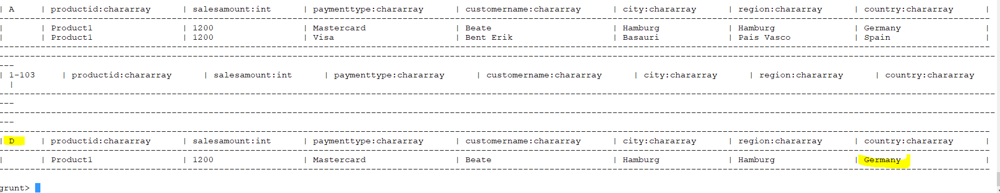 | A | productid:chararray | salesamount:int | paymenttype:chararray | customername:chararray | city:chararray | region:chararray | country:chararray |
| | Product1 | 1200 | Mastercard | Beate | Hamburg | Hamburg | Germany |
| | Product1 | 1200 | Visa | Bent Erik | Basauri | Pais Vasco | Spain |
| 1-103 | productid:chararray | salesamount:int | paymenttype:chararray | customername:chararray | city:chararray | region:chararray | country:chararray
|
| D | productid:chararray | salesamount:int | paymenttype:chararray | customername:chararray | city:chararray | region:chararray | country:chararray |
| | Product1 | 1200 | Mastercard | Beate | Hamburg | Hamburg | Germany |
grunt>